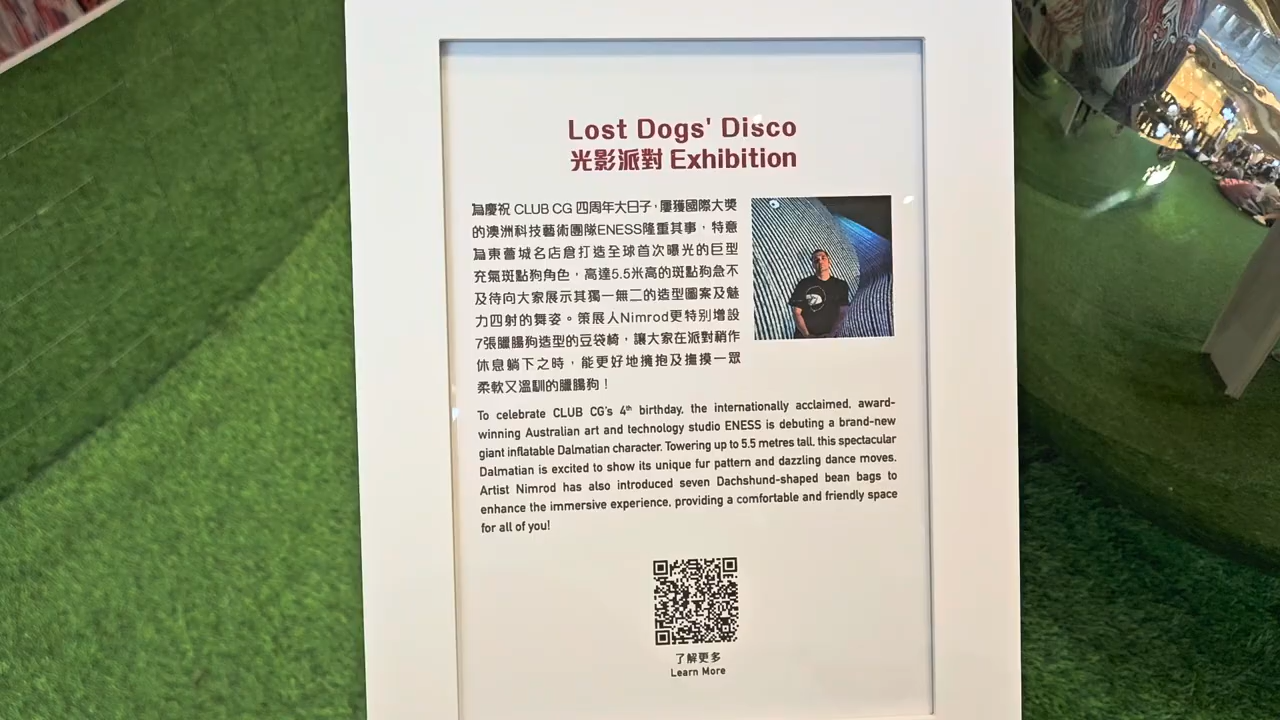 Lost Dogs' Disco
光影派對 Exhibition
為慶祝 CLUB CG 四周年大日子，屢獲國際大獎
的澳洲科技藝術團隊ENESS隆重其事，特意
為東薈城名店倉打造全球首次曝光的巨型
充氣斑點狗角色，高達5.5米高的斑點狗急不
及待向大家展示其獨一無二的造型圖案及魅
力四射的舞姿。策展人Nimrod更特別增設
7張臘腸狗造型的豆袋椅，讓大家在派對稍作
休息躺下之時，能更好地擁抱及撫摸一眾
柔軟又溫馴的臘腸狗！
To celebrate CLUB CG's 4th birthday, the internationally acclaimed, award-
winning Australian art and technology studio ENESS is debuting a brand-new
giant inflatable Dalmatian character. Towering up to 5.5 metres tall, this spectacular
Dalmatian is excited to show its unique fur pattern and dazzling dance moves.
Artist Nimrod has also introduced seven Dachshund-shaped bean bags to
enhance the immersive experience, providing a comfortable and friendly space
for all of you!
了解更多
Learn More